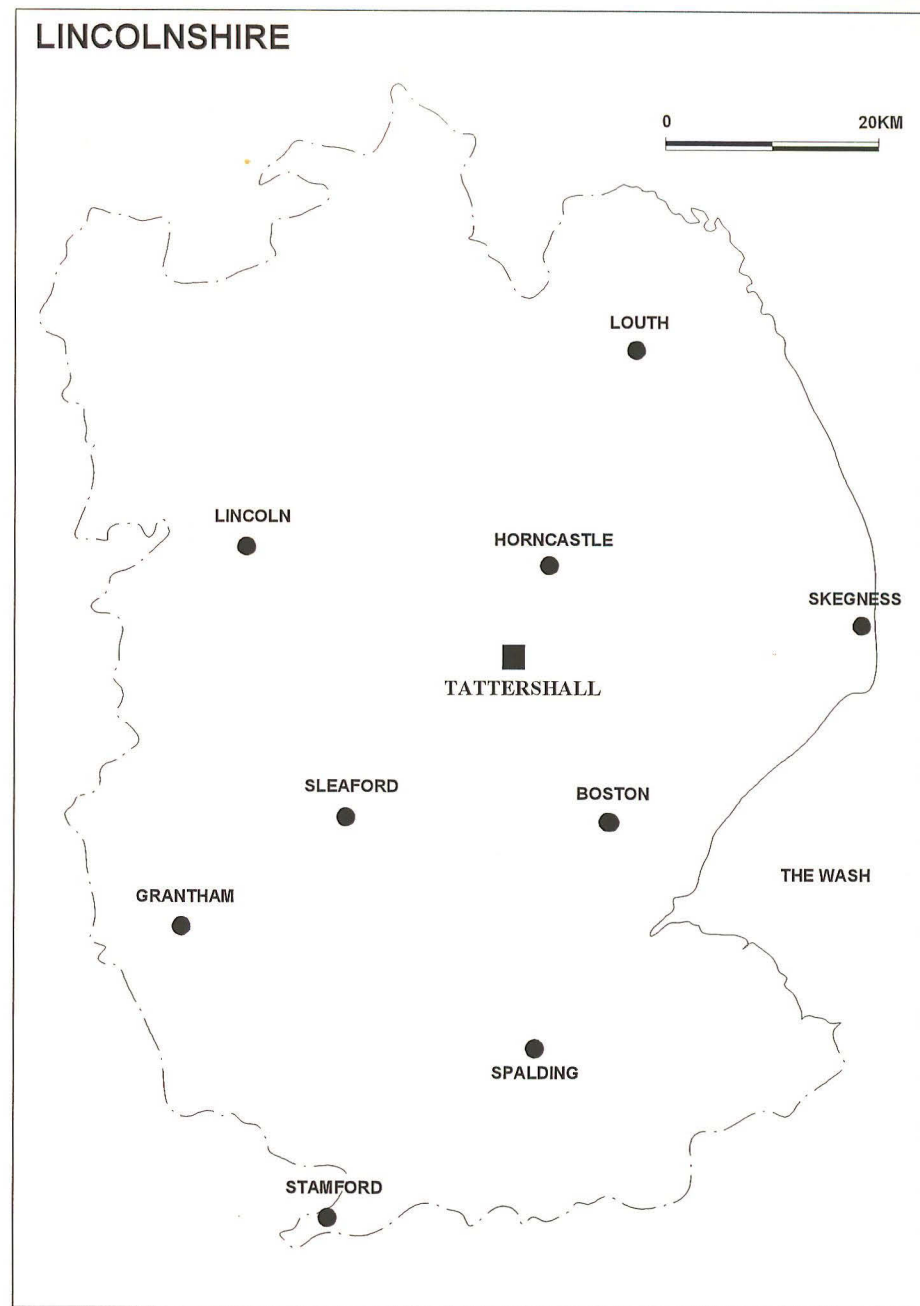 LINCOLNSHIRE
0 20KM
LOUTH
LINCOLN
HORNCASTLE
SKEGNESS
TATTERSHALL
SLEAFORD
BOSTON
THE WASH
GRANTHAM
SPALDING
STAMFORD